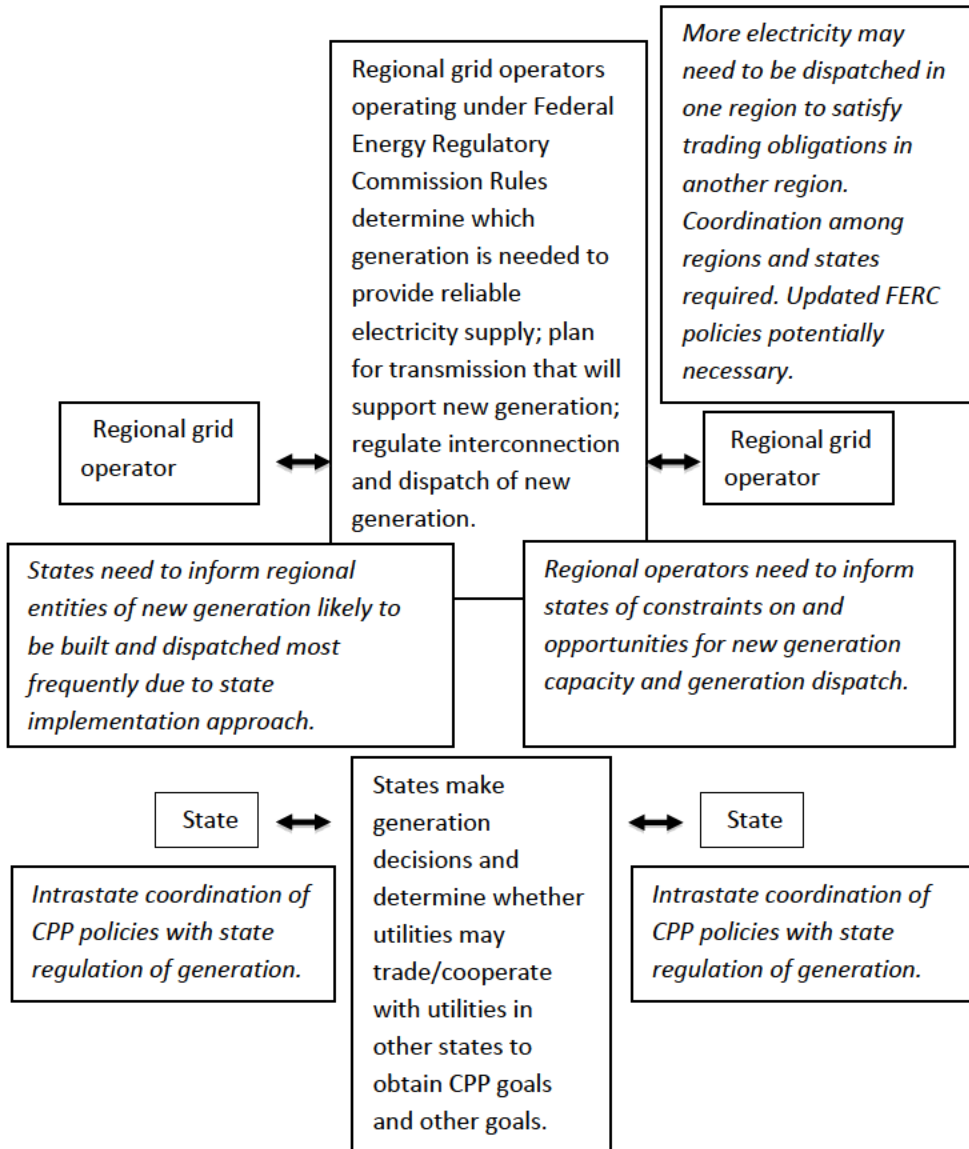 More electricity may
need to be dispatched in
one region to satisfy
trading obligations in
another region.
Coordination among
regions and states
required. Updated FERC
policies potentially
necessary.
Regional grid operators
operating under Federal
Energy Regulatory
Commission Rules
determine which
generation is needed to
provide reliable
electricity supply; plan
for transmission that will
support new generation;
regulate interconnection
and dispatch of new
generation.
Regional grid
operator
Regional grid
operator
States need to inform regional
entities of new generation likely to
be built and dispatched most
frequently due to state
implementation approach.
Regional operators need to inform
states of constraints on and
opportunities for new generation
capacity and generation dispatch.
State
States make
generation
decisions and
determine whether
utilities may
trade/cooperate
with utilities in
other states to
obtain CPP goals
and other goals.
State
Intrastate coordination of
CPP policies with state
regulation of generation.
Intrastate coordination of
CPP policies with state
regulation of generation.